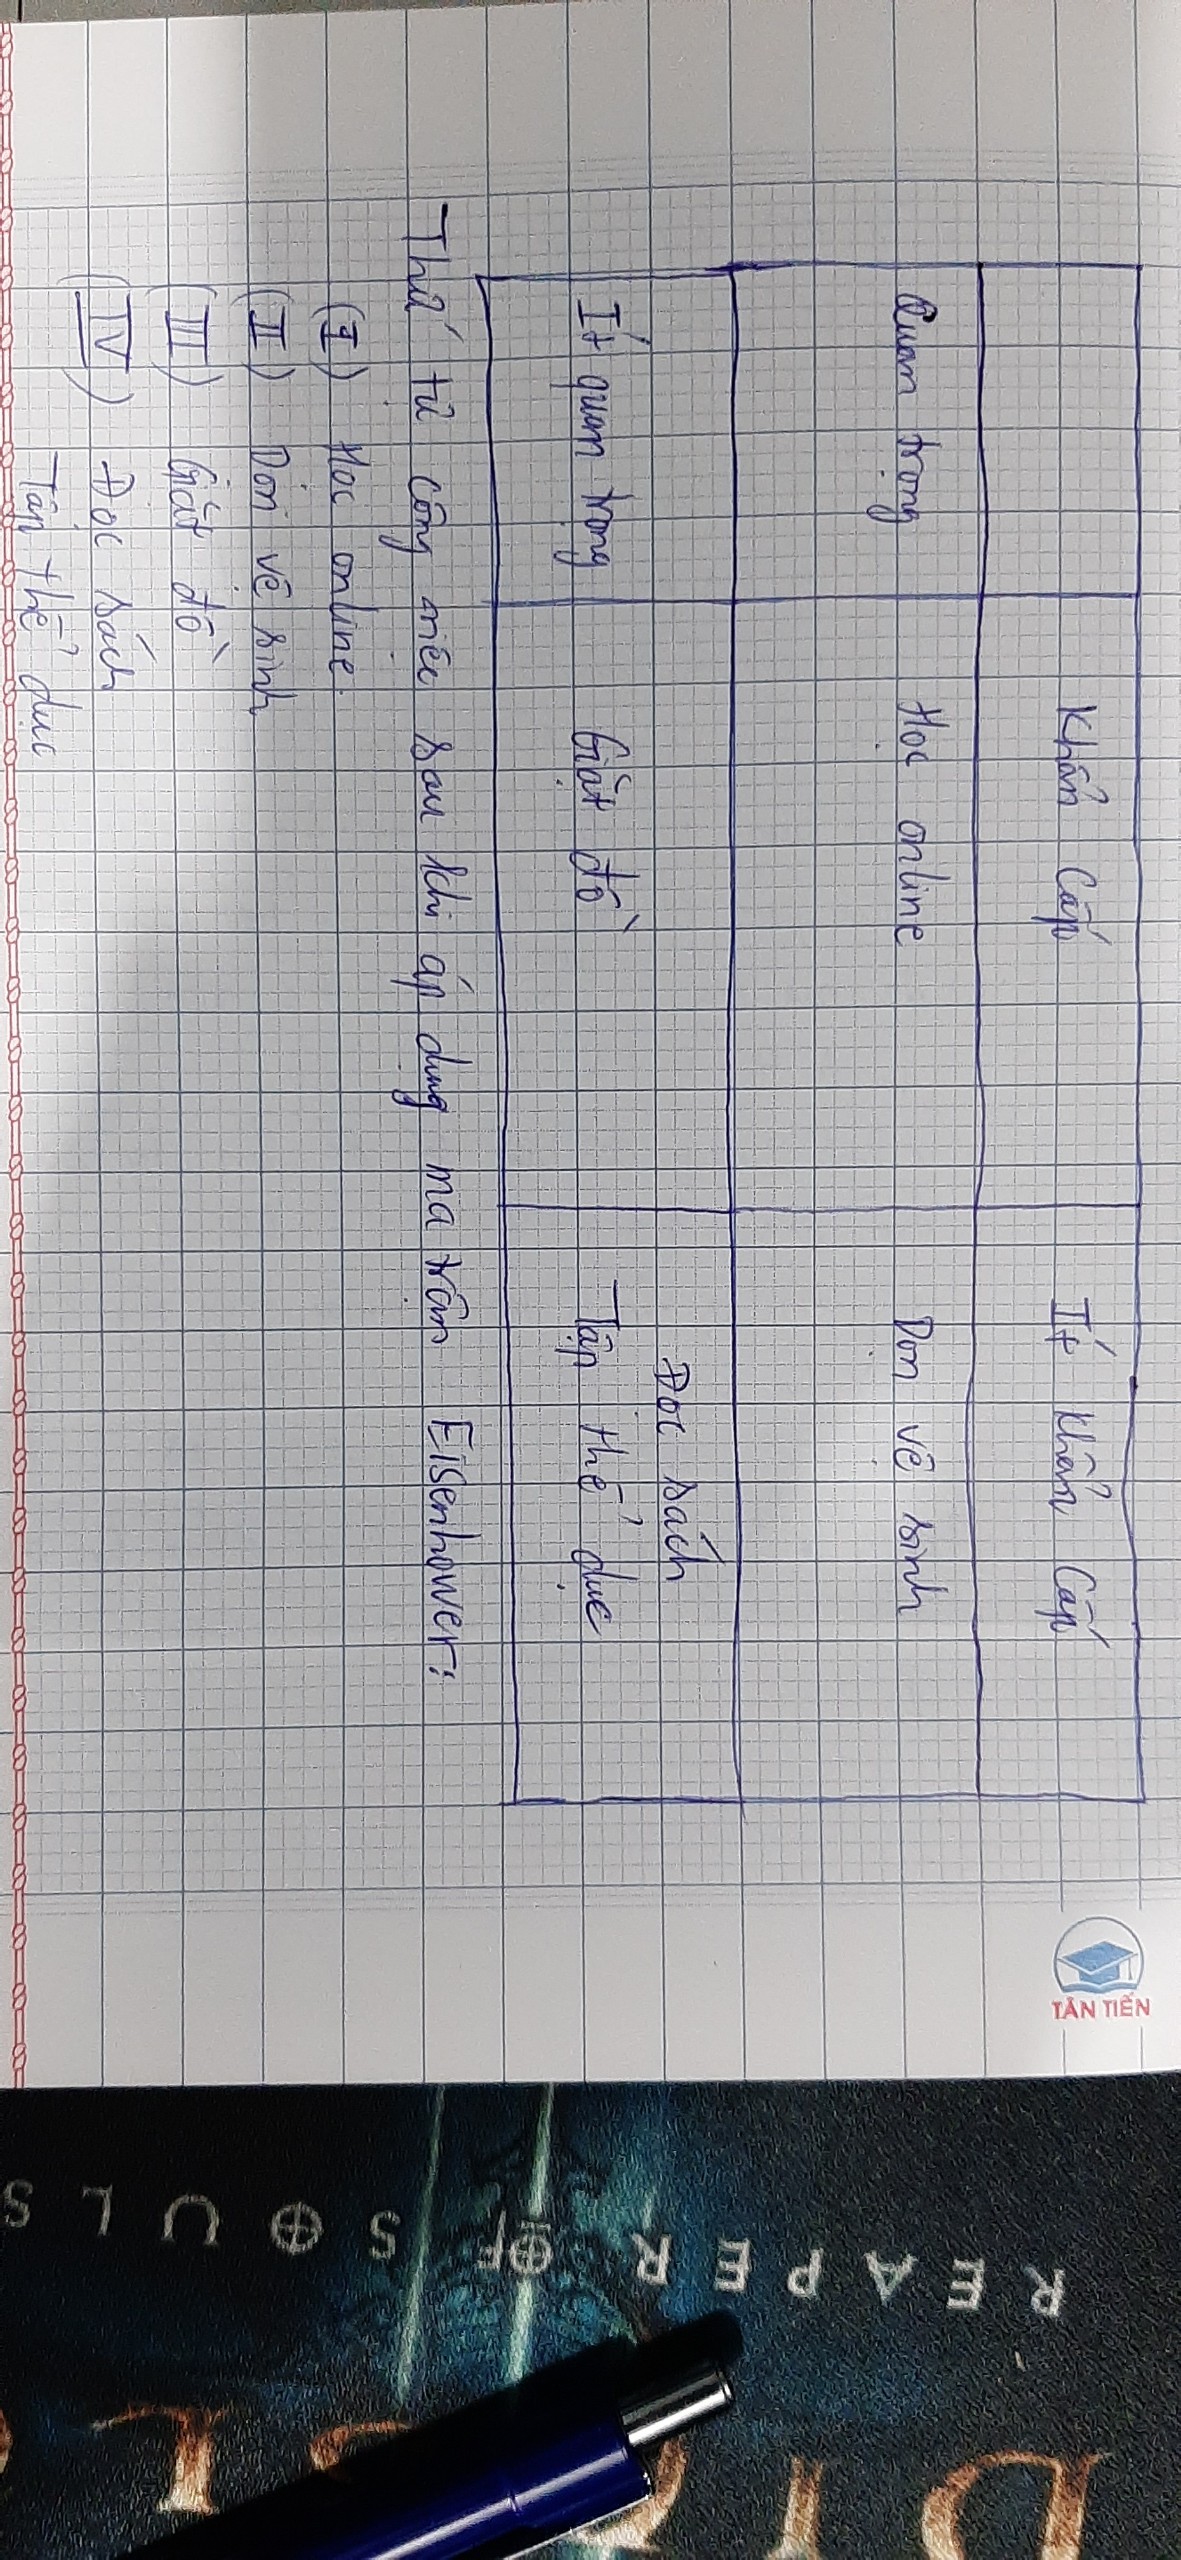 Khẩn Cấp Ít Khẩn Cấp
Quan trọng Học online Dọn vệ sinh
Đọc sách
Ít quan trọng Giặt đồ Tập thể dục
Thứ tự công việc sau khi áp dụng ma trận Eisenhower:
(I) Học online
(II) Dọn vệ sinh
(III) Giặt đồ
(IV) Đọc sách
Tập thể dục
TÂN TIẾN
REAPER OF SOULS